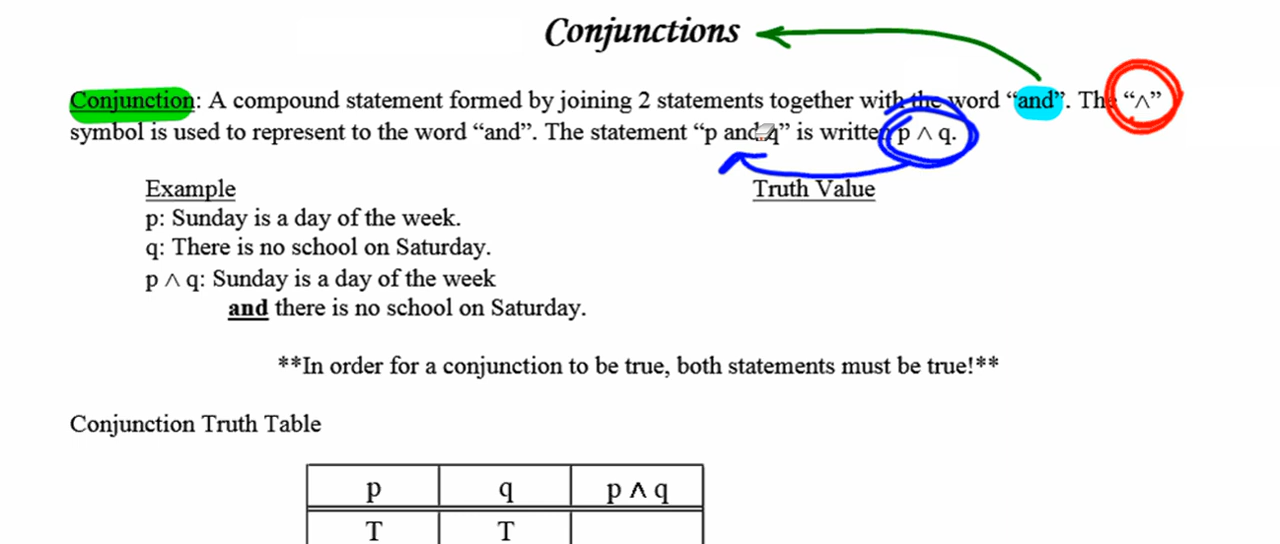 Conjunctions
Conjunction: A compound statement formed by joining 2 statements together with the word “and”. The “∧”
symbol is used to represent to the word “and”. The statement “p and q” is written p ∧ q.
Example Truth Value
p: Sunday is a day of the week.
q: There is no school on Saturday.
p ∧ q: Sunday is a day of the week
and there is no school on Saturday.
**In order for a conjunction to be true, both statements must be true!**
Conjunction Truth Table
p q p ∧ q
T T